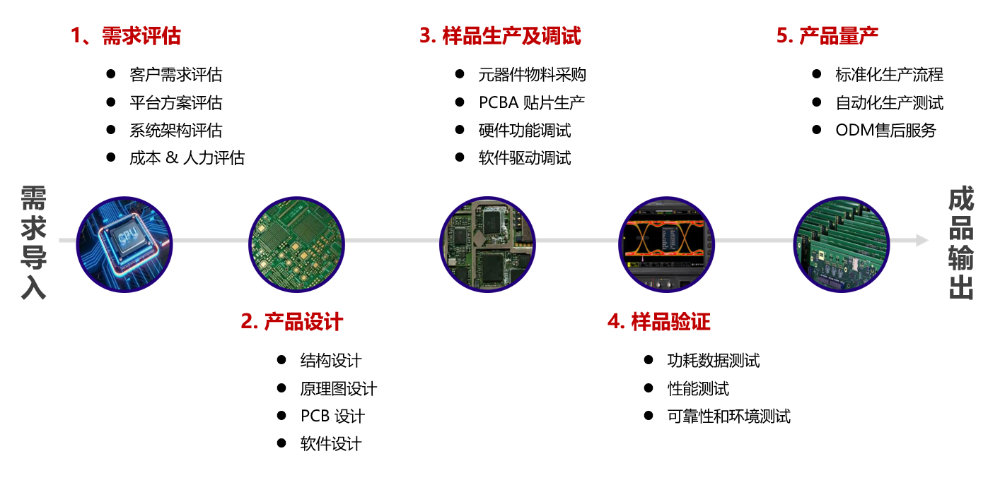 1、需求评估
客户需求评估
平台方案评估
系统架构评估
成本 & 人力评估
3. 样品生产及调试
元器件物料采购
PCBA 贴片生产
硬件功能调试
软件驱动调试
5. 产品量产
标准化生产流程
自动化生产测试
ODM售后服务
需求导入
CPU
成品输出
2. 产品设计
结构设计
原理图设计
PCB 设计
软件设计
4. 样品验证
功耗数据测试
性能测试
可靠性和环境测试